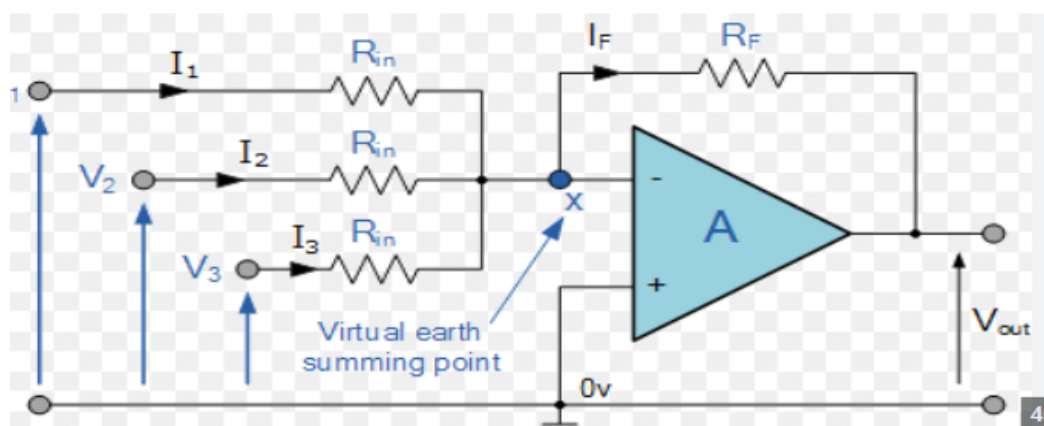 I1
Rin
IF
RF
1
I2
Rin
V2
I3
Rin
V3
x
-
A
+
Virtual earth
summing point
Vout
0v
4